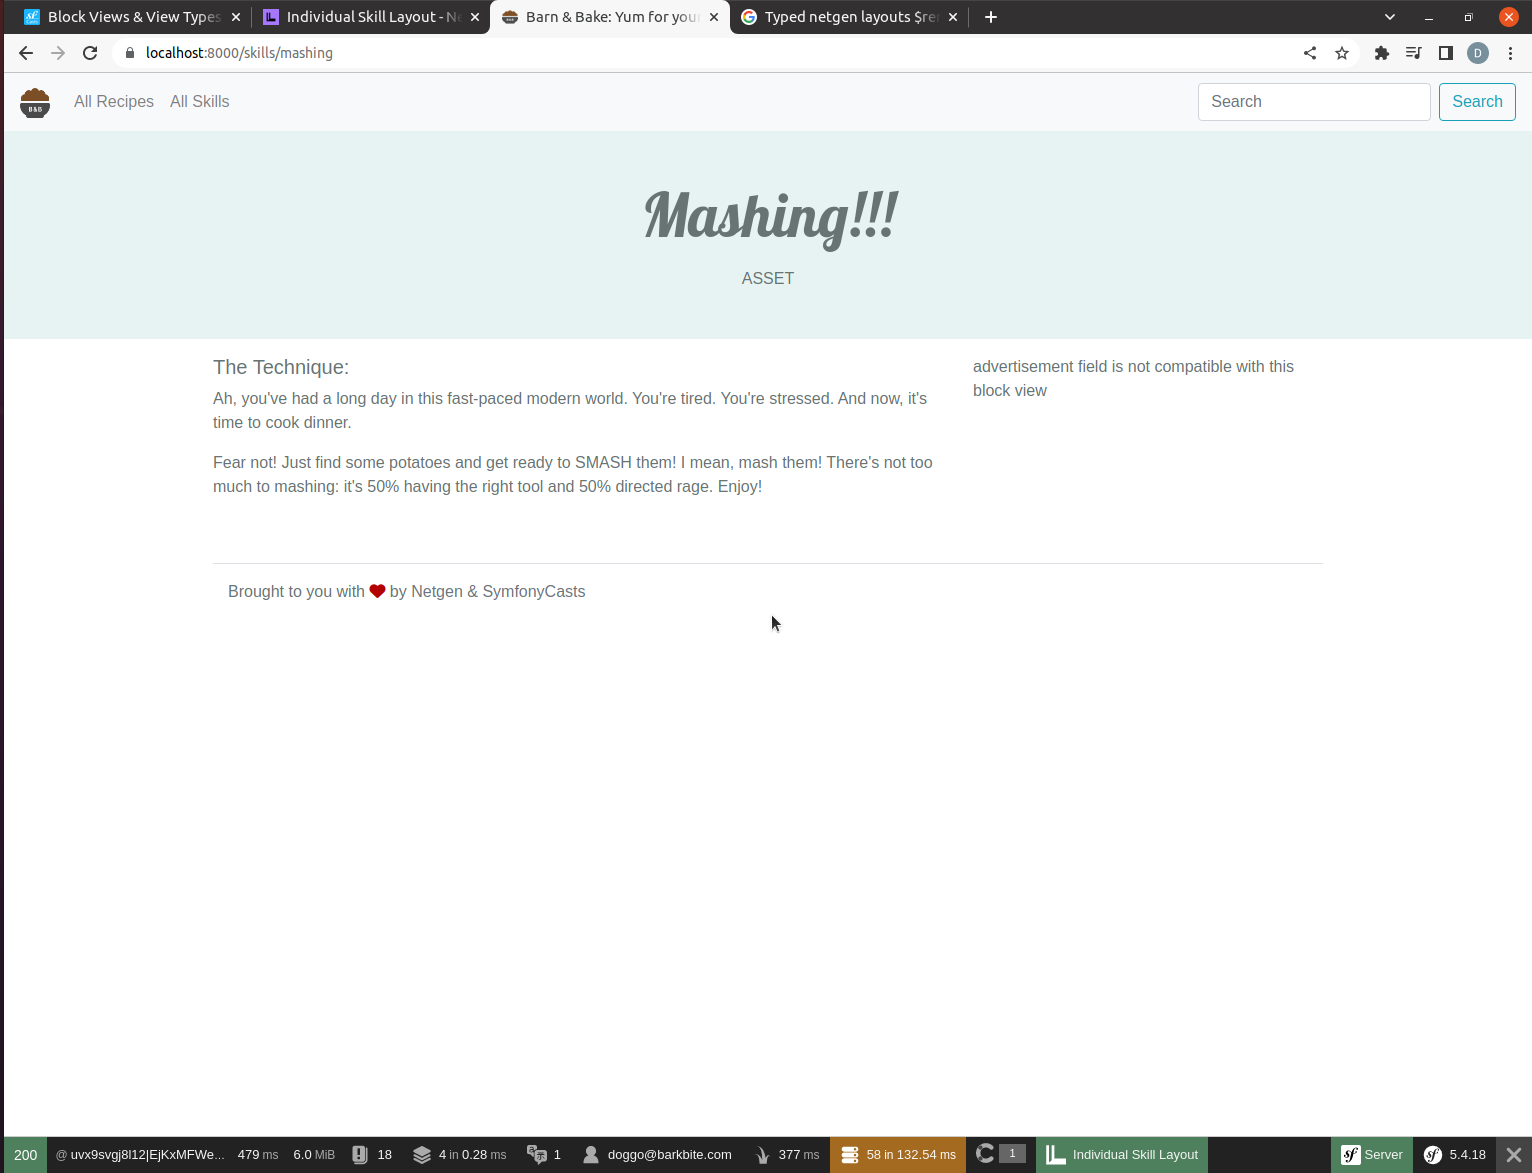 Block Views & View Types
Individual Skill Layout - Ne
Barn & Bake: Yum for you
Typed netgen layouts $re
localhost:8000/skills/mashing
D
B&B
All Recipes
All Skills
Search
Search
Mashing!!!
ASSET
The Technique:
advertisement field is not compatible with this
block view
Ah, you've had a long day in this fast-paced modern world. You're tired. You're stressed. And now, it's
time to cook dinner.
Fear not! Just find some potatoes and get ready to SMASH them! I mean, mash them! There's not too
much to mashing: it's 50% having the right tool and 50% directed rage. Enjoy!
Brought to you with ❤ by Netgen & SymfonyCasts
200 @ uvx9svgj8l12|EjKxMFWe... 479 ms 6.0 MiB 18 4 in 0.28 ms 1 doggo@barkbite.com 377 ms 58 in 132.54 ms 1 Individual Skill Layout Server 5.4.18